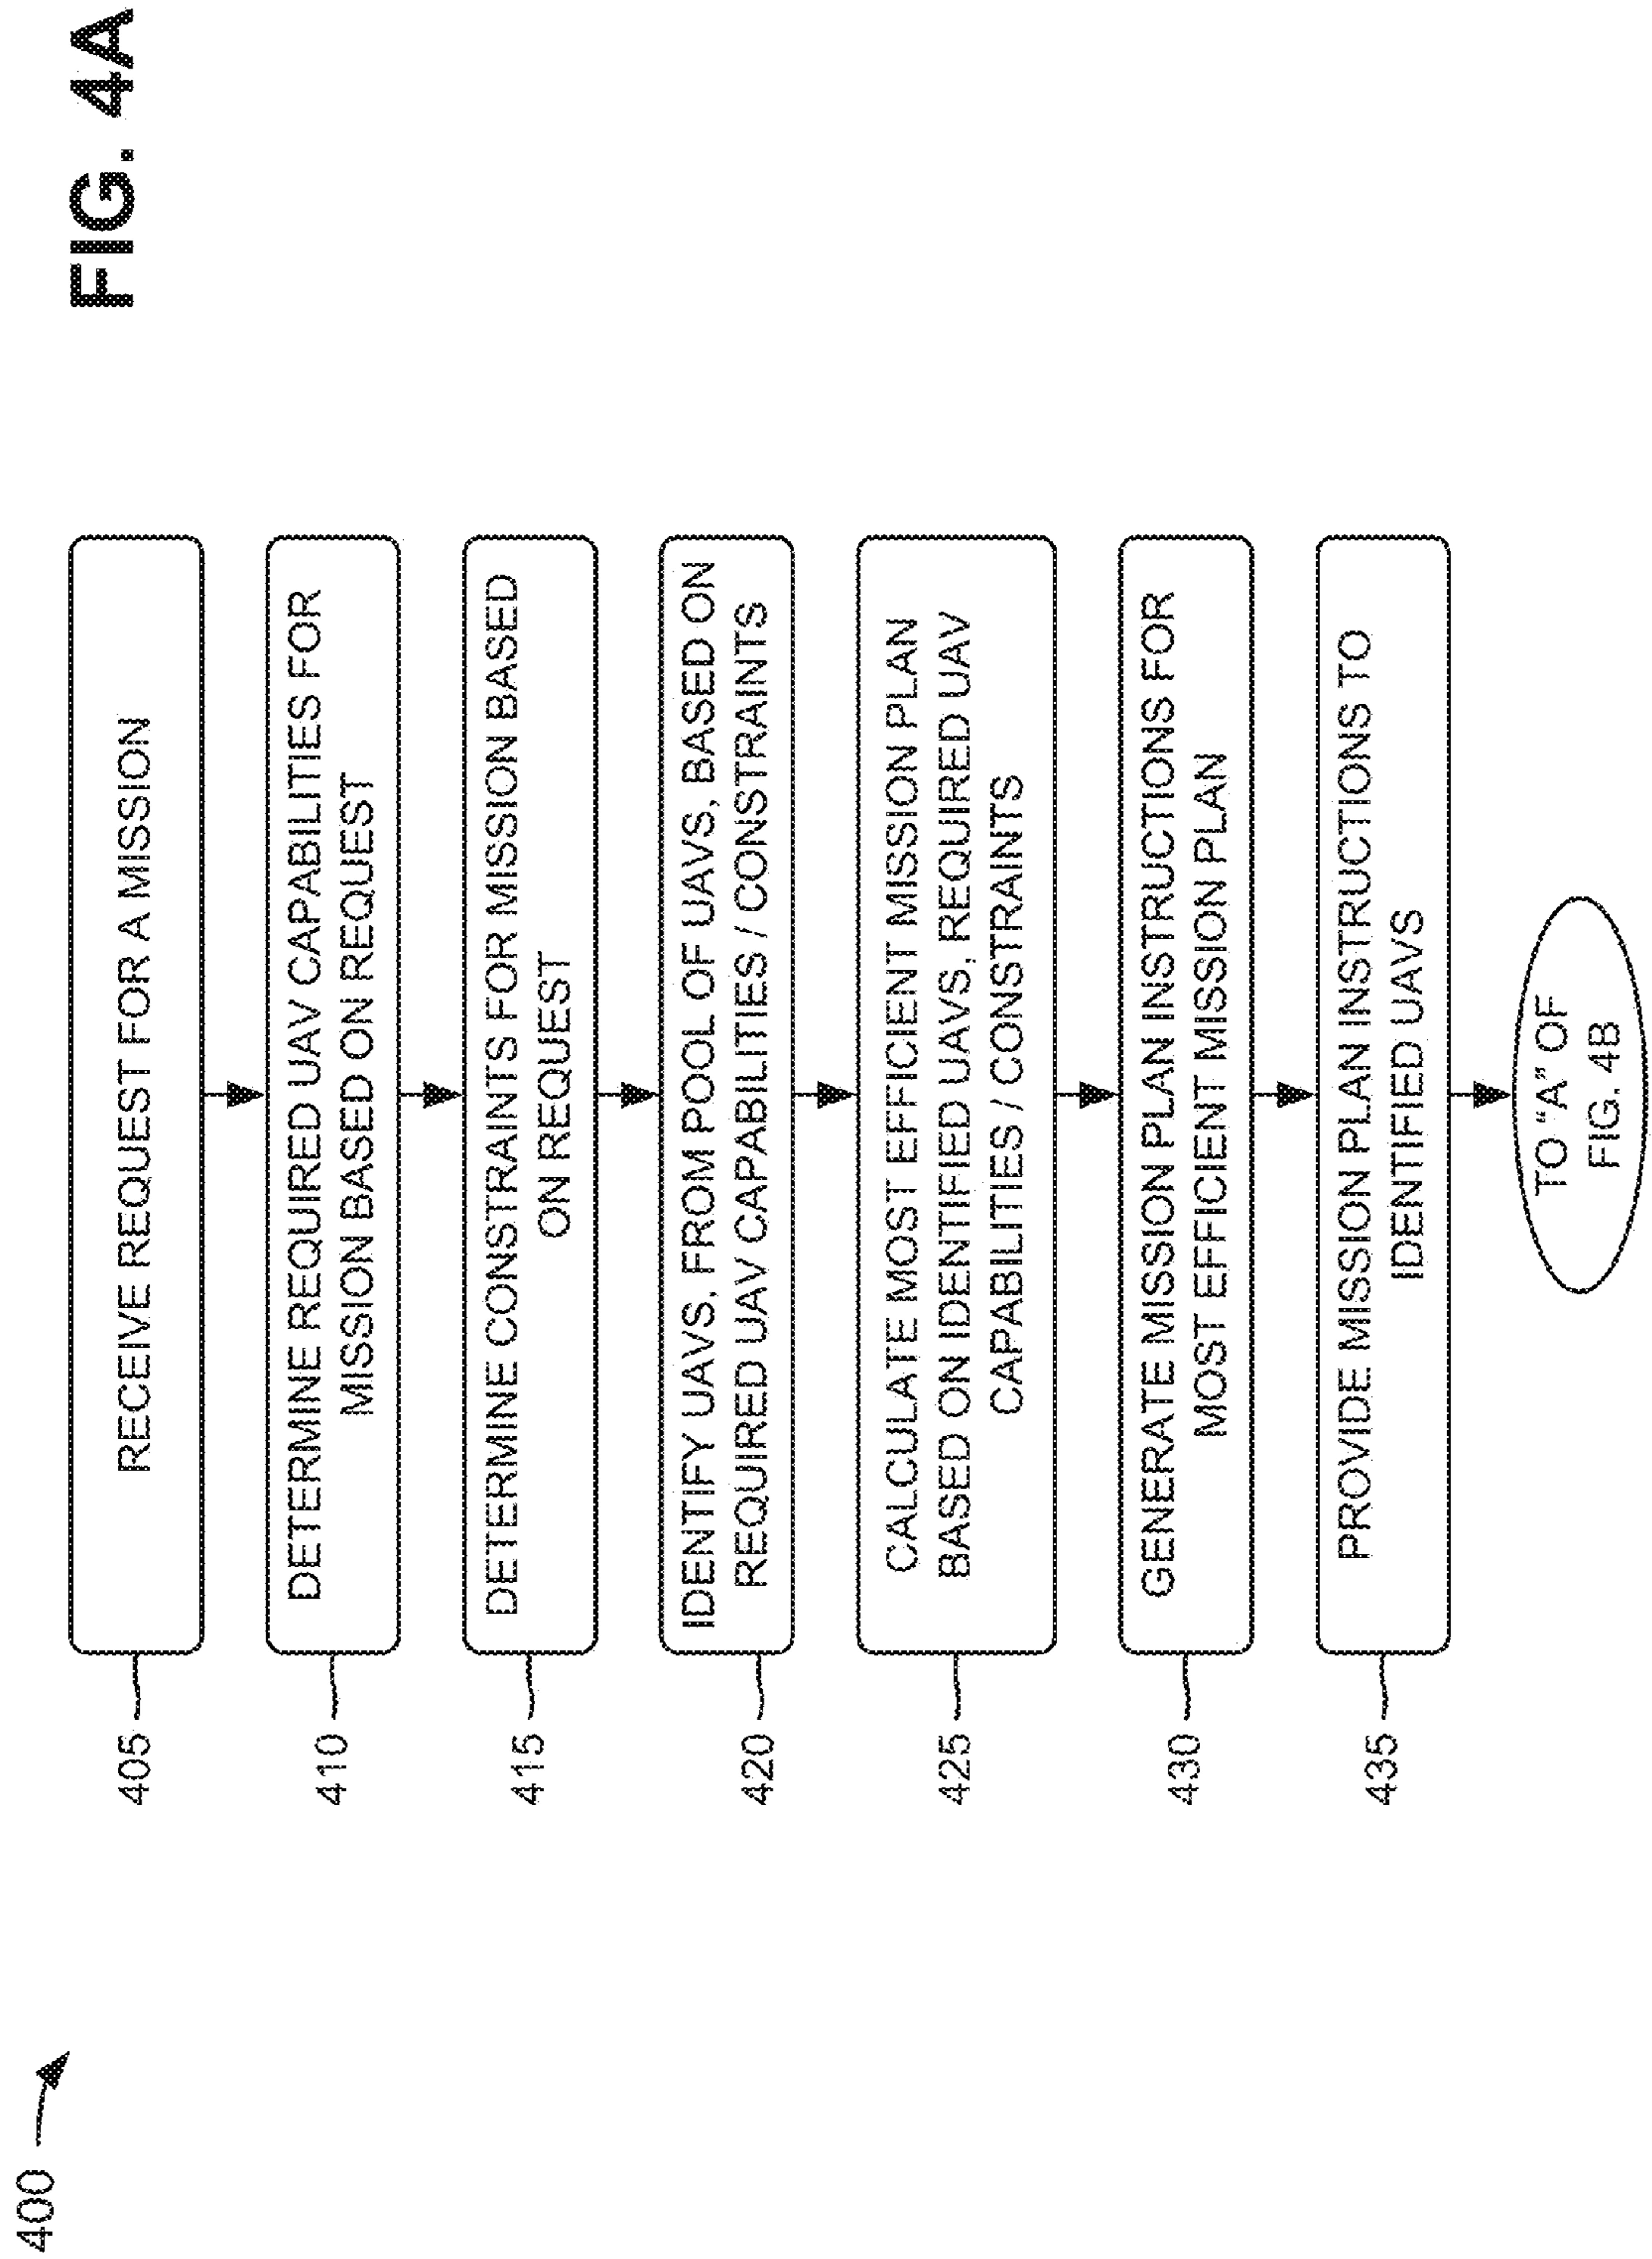 400
FIG. 4A
405
RECEIVE REQUEST FOR A MISSION
410
DETERMINE REQUIRED UAV CAPABILITIES FOR
MISSION BASED ON REQUEST
415
DETERMINE CONSTRAINTS FOR MISSION BASED
ON REQUEST
420
IDENTIFY UAVS, FROM POOL OF UAVS, BASED ON
REQUIRED UAV CAPABILITIES / CONSTRAINTS
425
CALCULATE MOST EFFICIENT MISSION PLAN
BASED ON IDENTIFIED UAVS, REQUIRED UAV
CAPABILITIES / CONSTRAINTS
430
GENERATE MISSION PLAN INSTRUCTIONS FOR
MOST EFFICIENT MISSION PLAN
435
PROVIDE MISSION PLAN INSTRUCTIONS TO
IDENTIFIED UAVS
TO “A” OF
FIG. 4B